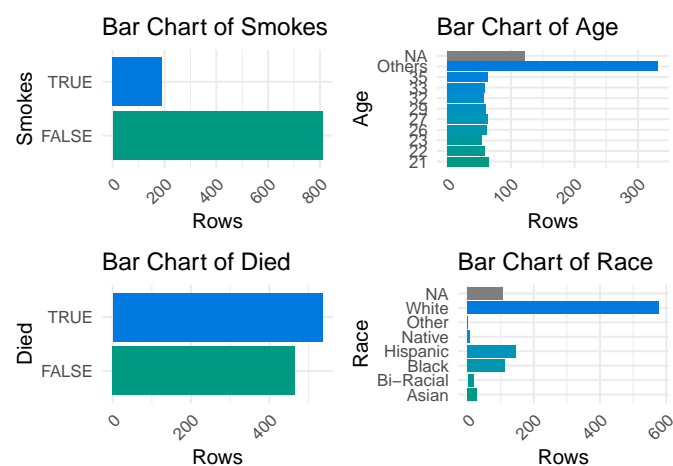 Bar Chart of Smokes
Smokes
TRUE
FALSE
0
200
400
600
800
Rows
Bar Chart of Age
Age
NA
Others
35
33
32
29
27
26
23
22
21
0
100
200
300
Rows
Bar Chart of Died
Died
TRUE
FALSE
0
200
400
Rows
Bar Chart of Race
Race
NA
White
Other
Native
Hispanic
Black
Bi−Racial
Asian
0
200
400
600
Rows